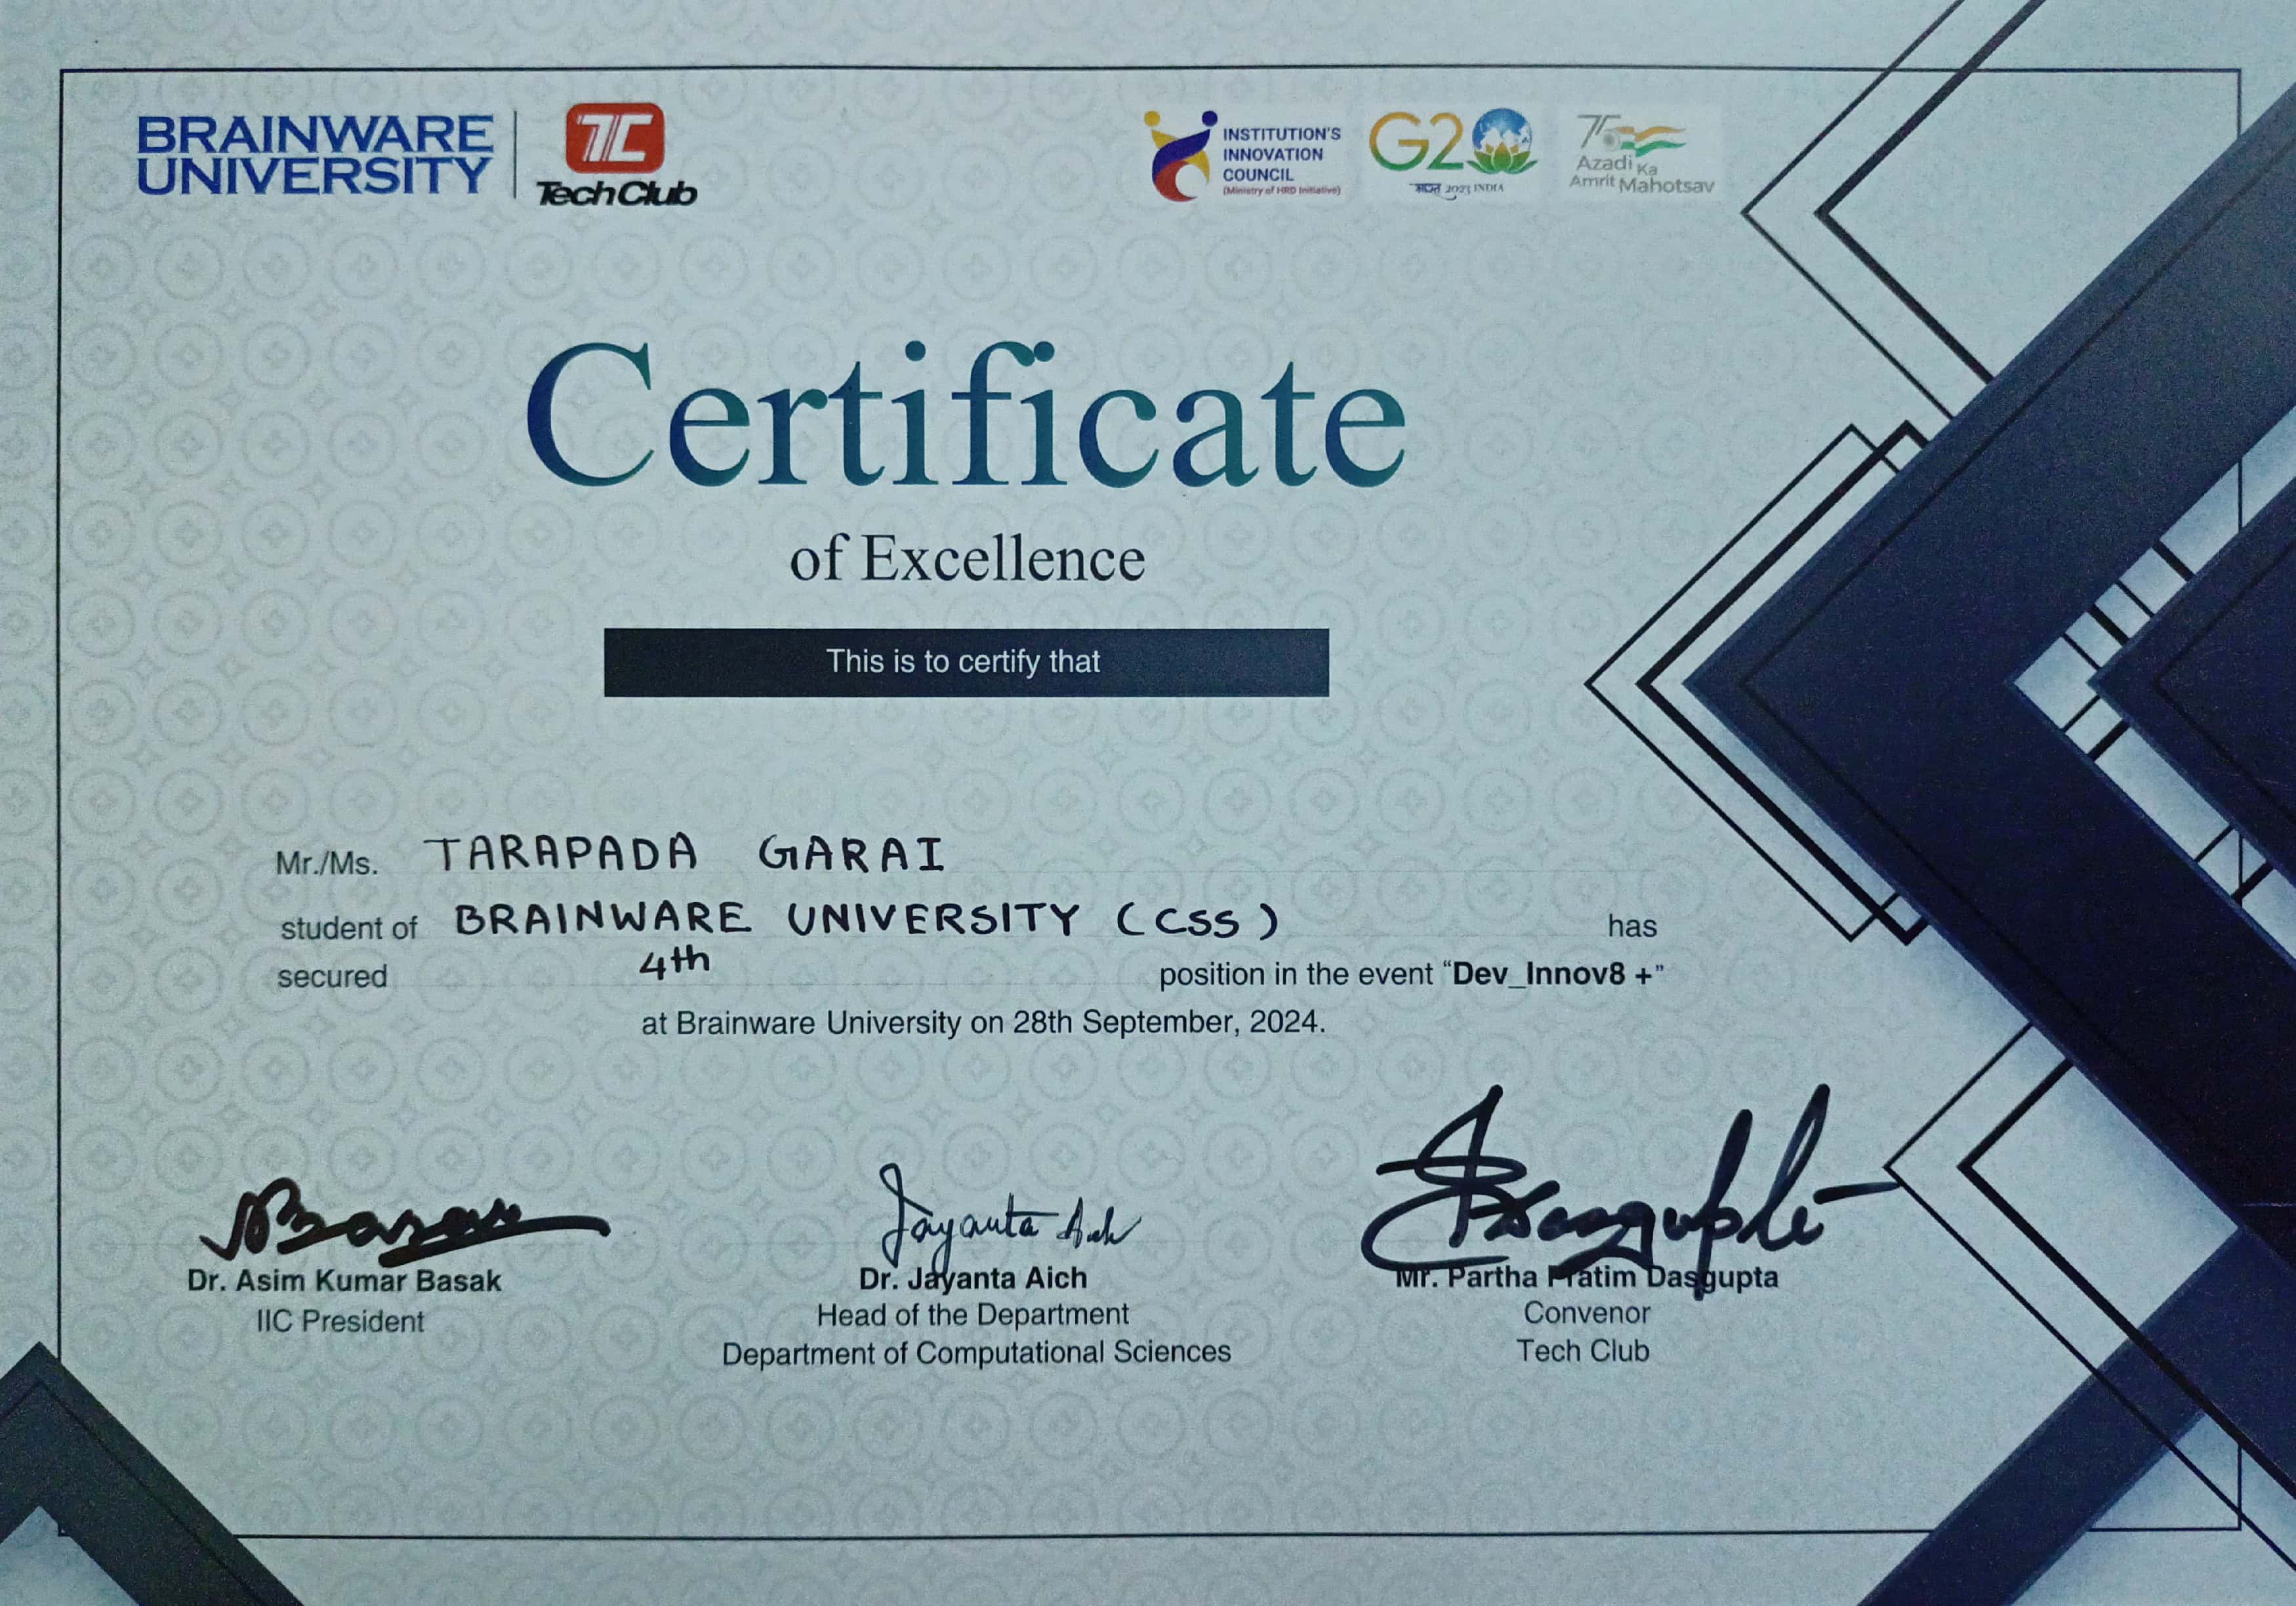 BRAINWARE
UNIVERSITY
TC
Tech Club
INSTITUTION'S
INNOVATION
COUNCIL
(Ministry of HRD Initiative)
G20
भारत 2023 INDIA
75
Azadi Ka
Amrit Mahotsav
Certificate
of Excellence
This is to certify that
Mr./Ms. TARAPADA GARAI
student of BRAINWARE UNIVERSITY (CSS) has
secured 4th position in the event “Dev_Innov8 +”
at Brainware University on 28th September, 2024.
Basak
Dr. Asim Kumar Basak
IIC President
Jayanta Aich
Dr. Jayanta Aich
Head of the Department
Department of Computational Sciences
Dasgupta
Mr. Partha Pratim Dasgupta
Convenor
Tech Club